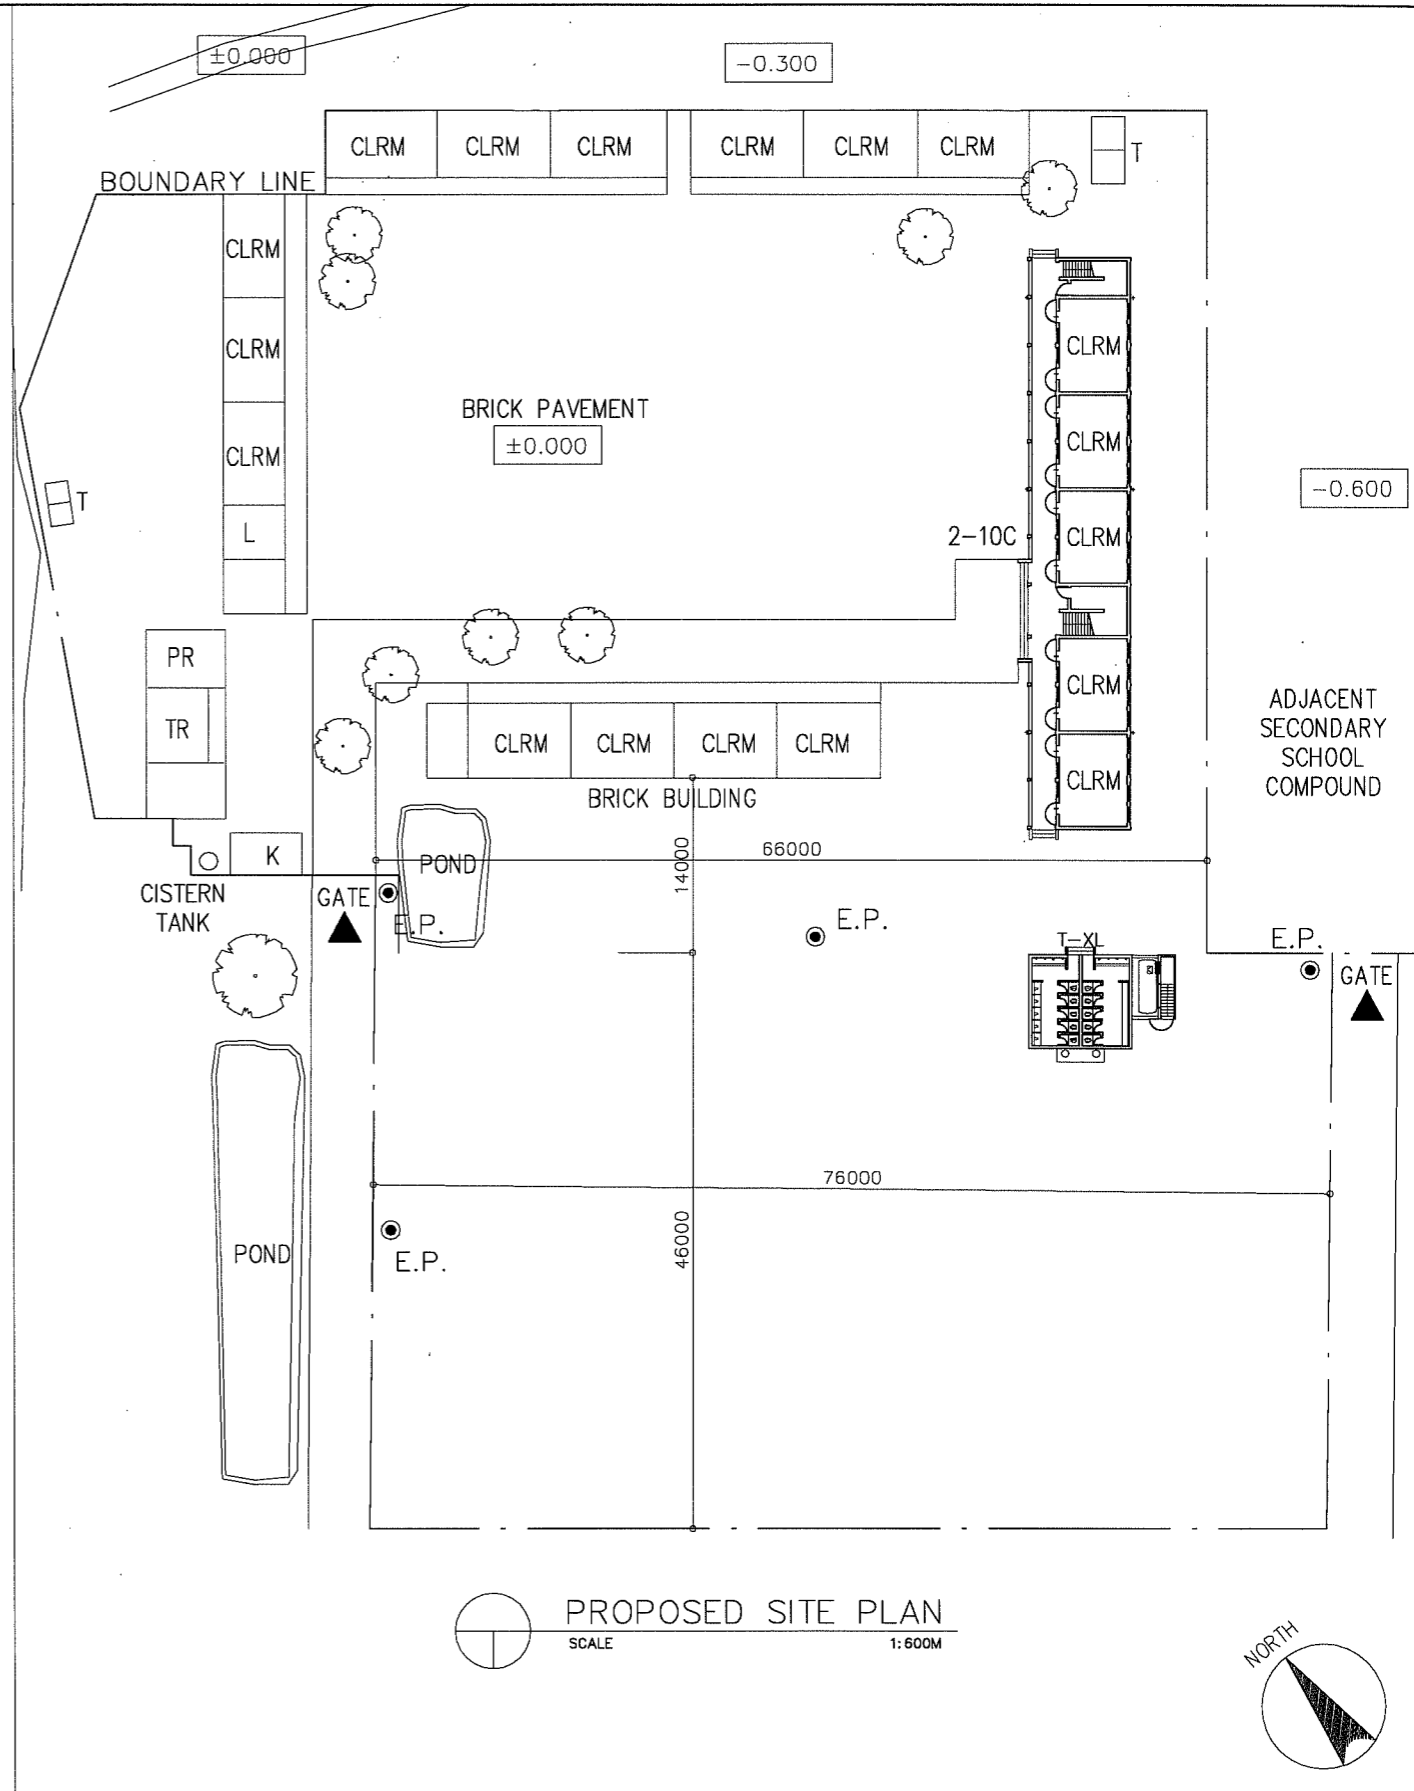 ±0.000
-0.300
CLRM CLRM CLRM CLRM CLRM CLRM
T
BOUNDARY LINE
CLRM
CLRM
CLRM
CLRM
BRICK PAVEMENT
±0.000
CLRM
CLRM
-0.600
T
L
2-10C
CLRM
PR
TR
CLRM
CLRM CLRM CLRM CLRM
ADJACENT
SECONDARY
SCHOOL
COMPOUND
CLRM
BRICK BUILDING
K
POND
14000
66000
CISTERN
TANK
GATE
E.P.
E.P.
T-XL
E.P.
GATE
76000
46000
POND
E.P.
PROPOSED SITE PLAN
SCALE 1:600M
NORTH